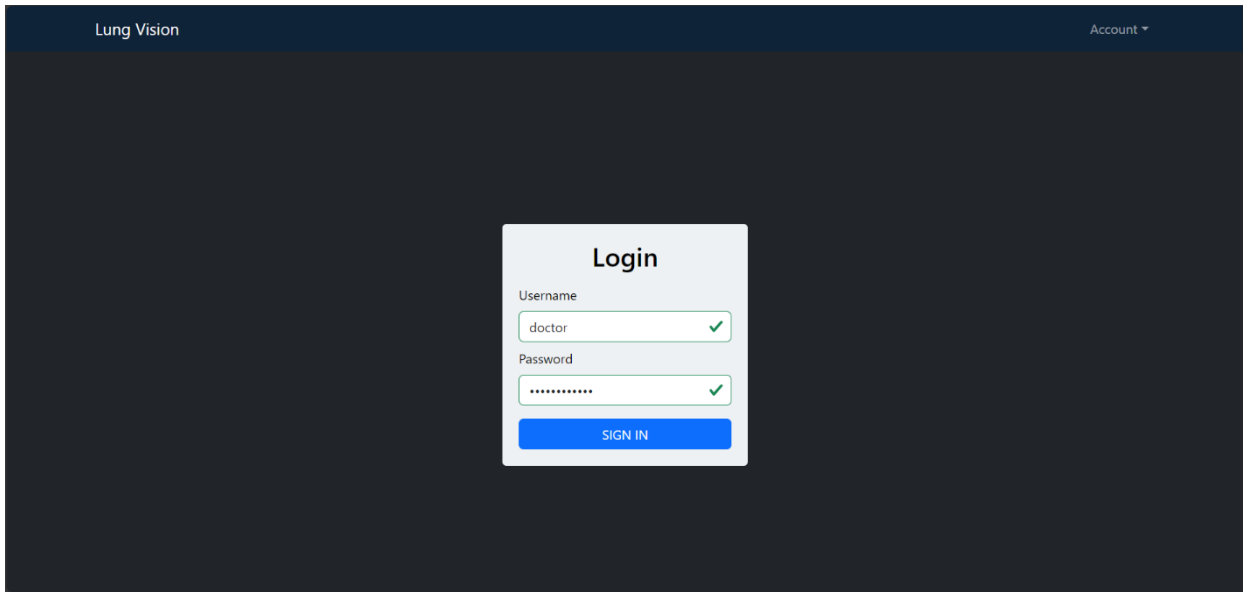 Lung Vision
Account
Login
Username
doctor
Password
••••••••••••
SIGN IN